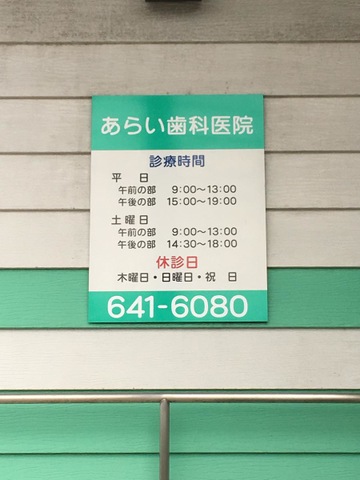 あらい歯科医院
診療時間
平　日
午前の部　9:00〜13:00
午後の部　15:00〜19:00
土曜日
午前の部　9:00〜13:00
午後の部　14:30〜18:00
休診日
木曜日・日曜日・祝　日
641-6080